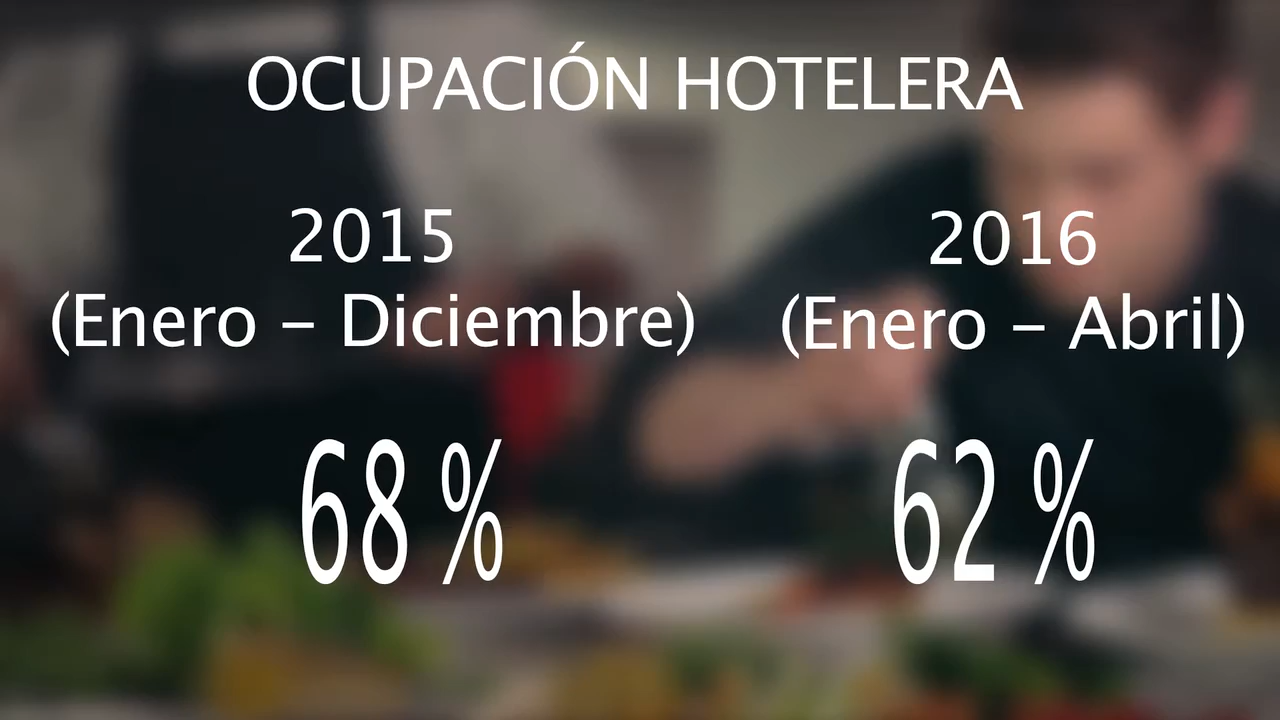 OCUPACIÓN HOTELERA
2015
(Enero – Diciembre)
68 %
2016
(Enero – Abril)
62 %